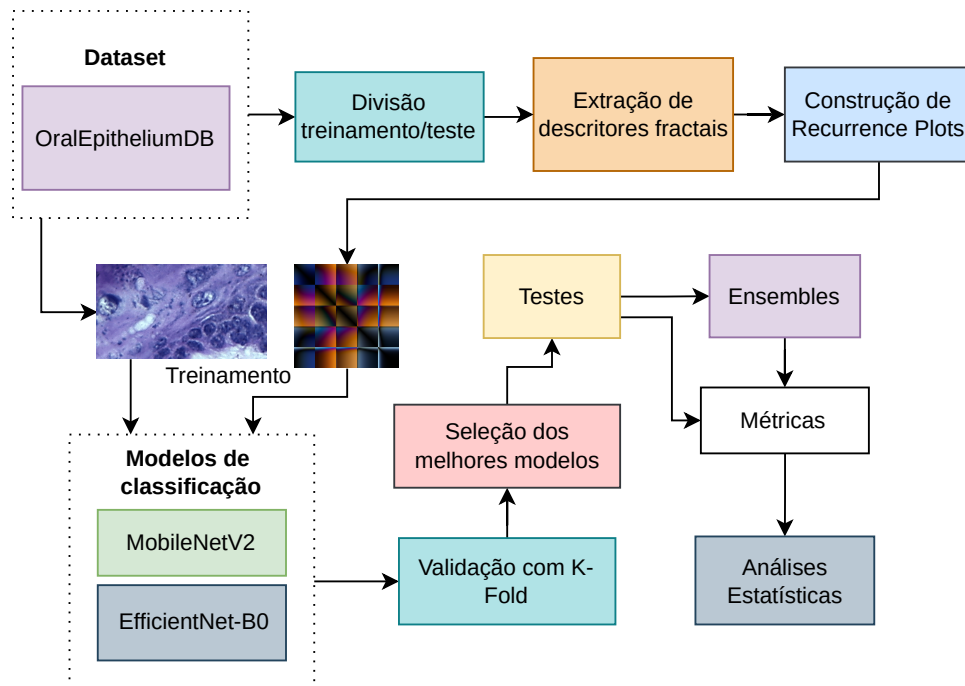 Dataset
OralEpitheliumDB
Divisão
treinamento/teste
Extração de
descritores fractais
Construção de
Recurrence Plots
Treinamento
Testes
Ensembles
Métricas
Seleção dos
melhores modelos
Modelos de
classificação
MobileNetV2
EfficientNet-B0
Validação com K-
Fold
Análises
Estatísticas